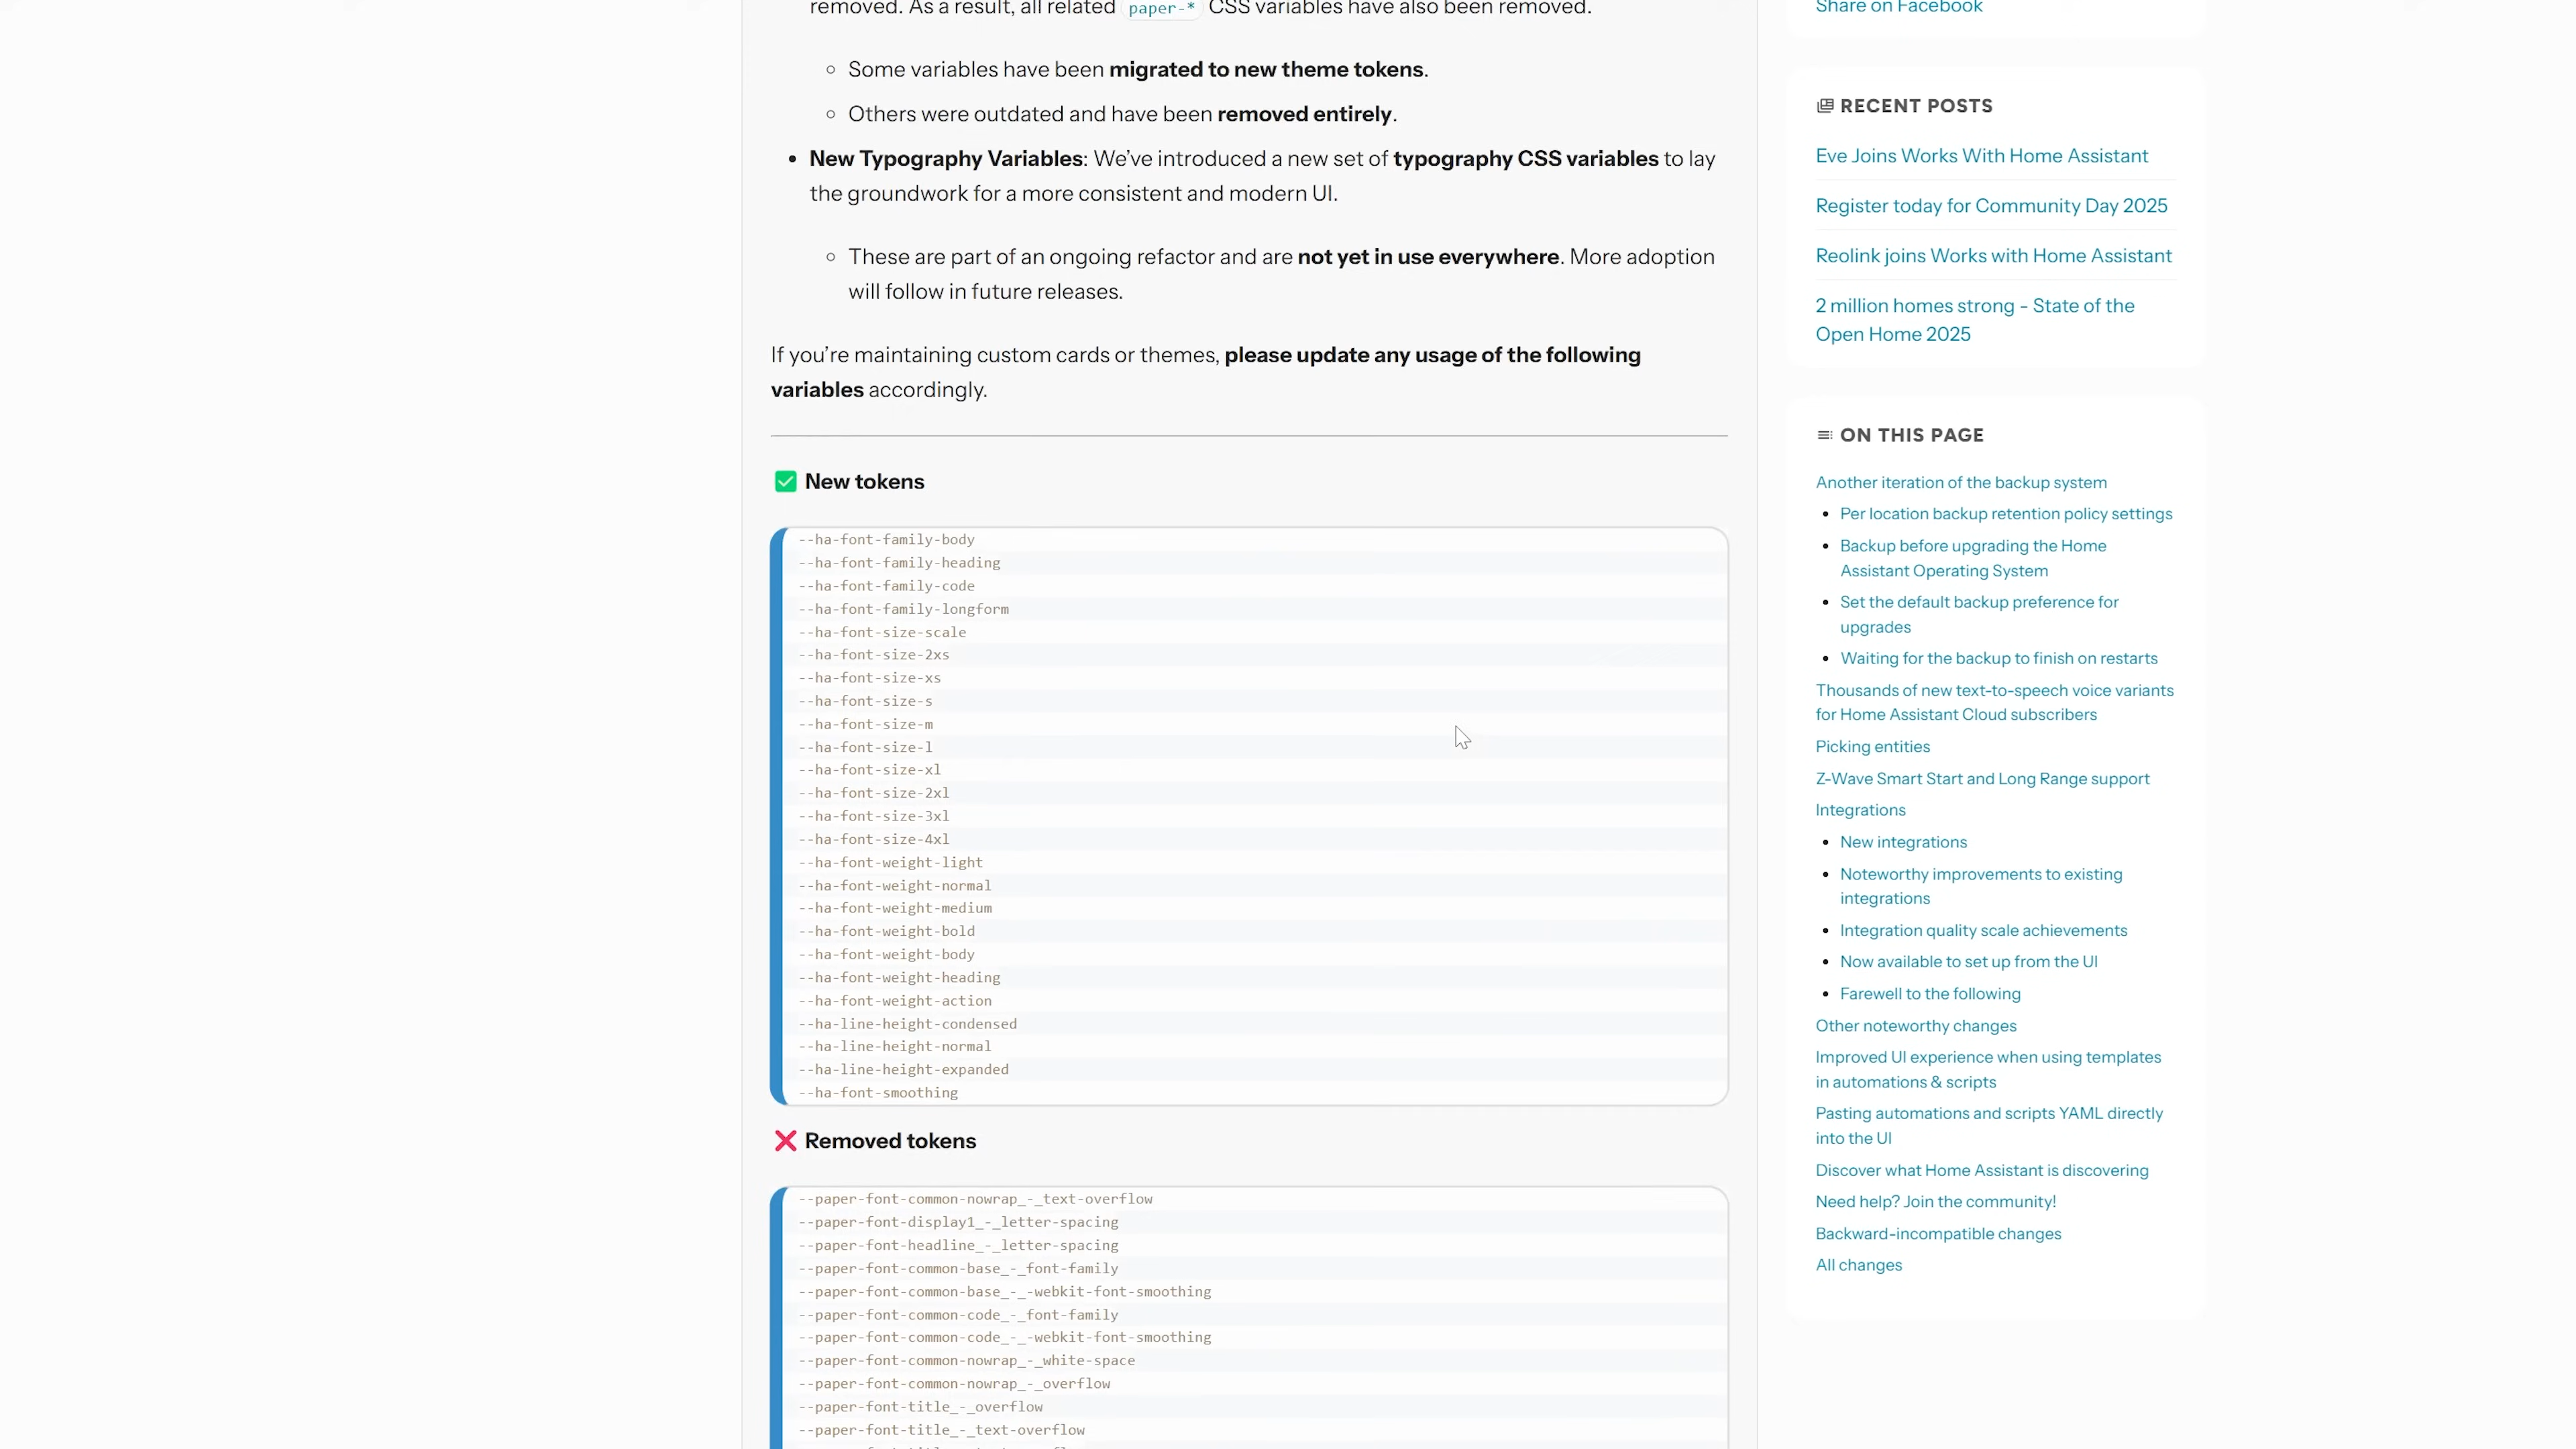 removed. As a result, all related paper-* CSS variables have also been removed.
Some variables have been migrated to new theme tokens.
Others were outdated and have been removed entirely.
New Typography Variables: We’ve introduced a new set of typography CSS variables to lay
the groundwork for a more consistent and modern UI.
These are part of an ongoing refactor and are not yet in use everywhere. More adoption
will follow in future releases.
If you’re maintaining custom cards or themes, please update any usage of the following
variables accordingly.
✅ New tokens
--ha-font-family-body
--ha-font-family-heading
--ha-font-family-code
--ha-font-family-longform
--ha-font-size-scale
--ha-font-size-2xs
--ha-font-size-xs
--ha-font-size-s
--ha-font-size-m
--ha-font-size-l
--ha-font-size-xl
--ha-font-size-2xl
--ha-font-size-3xl
--ha-font-size-4xl
--ha-font-weight-light
--ha-font-weight-normal
--ha-font-weight-medium
--ha-font-weight-bold
--ha-font-weight-body
--ha-font-weight-heading
--ha-font-weight-action
--ha-line-height-condensed
--ha-line-height-normal
--ha-line-height-expanded
--ha-font-smoothing
❌ Removed tokens
--paper-font-common-nowrap_-_text-overflow
--paper-font-display1_-_letter-spacing
--paper-font-headline_-_letter-spacing
--paper-font-common-base_-_font-family
--paper-font-common-base_-_-webkit-font-smoothing
--paper-font-common-code_-_font-family
--paper-font-common-code_-_-webkit-font-smoothing
--paper-font-common-nowrap_-_white-space
--paper-font-common-nowrap_-_overflow
--paper-font-title_-_overflow
--paper-font-title_-_text-overflow
Share on Facebook
RECENT POSTS
Eve Joins Works With Home Assistant
Register today for Community Day 2025
Reolink joins Works with Home Assistant
2 million homes strong - State of the
Open Home 2025
ON THIS PAGE
Another iteration of the backup system
Per location backup retention policy settings
Backup before upgrading the Home
Assistant Operating System
Set the default backup preference for
upgrades
Waiting for the backup to finish on restarts
Thousands of new text-to-speech voice variants
for Home Assistant Cloud subscribers
Picking entities
Z-Wave Smart Start and Long Range support
Integrations
New integrations
Noteworthy improvements to existing
integrations
Integration quality scale achievements
Now available to set up from the UI
Farewell to the following
Other noteworthy changes
Improved UI experience when using templates
in automations & scripts
Pasting automations and scripts YAML directly
into the UI
Discover what Home Assistant is discovering
Need help? Join the community!
Backward-incompatible changes
All changes